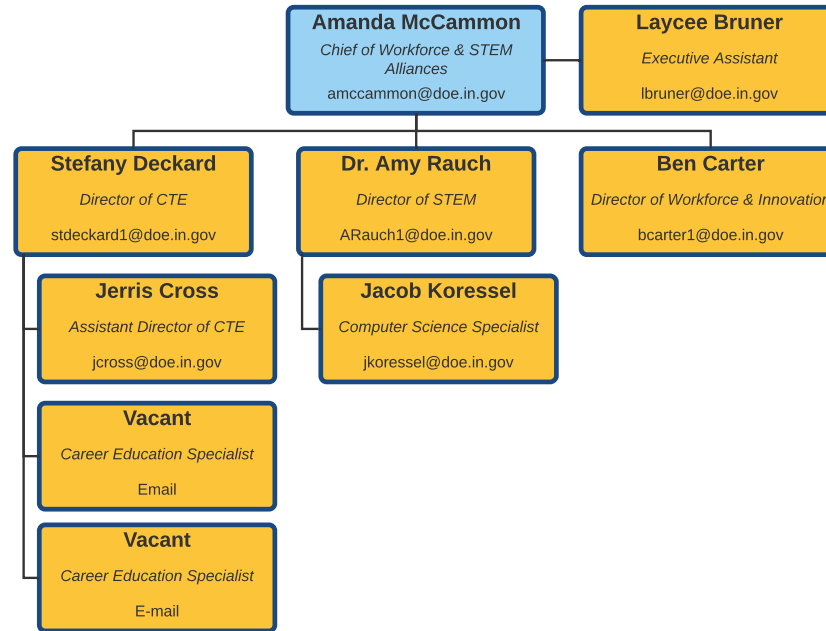 Amanda McCammon
Chief of Workforce & STEM
Alliances
amccammon@doe.in.gov
Laycee Bruner
Executive Assistant
lbruner@doe.in.gov
Stefany Deckard
Director of CTE
stdeckard1@doe.in.gov
Dr. Amy Rauch
Director of STEM
ARauch1@doe.in.gov
Ben Carter
Director of Workforce & Innovation
bcarter1@doe.in.gov
Jerris Cross
Assistant Director of CTE
jcross@doe.in.gov
Jacob Koressel
Computer Science Specialist
jkoressel@doe.in.gov
Vacant
Career Education Specialist
Email
Vacant
Career Education Specialist
E-mail